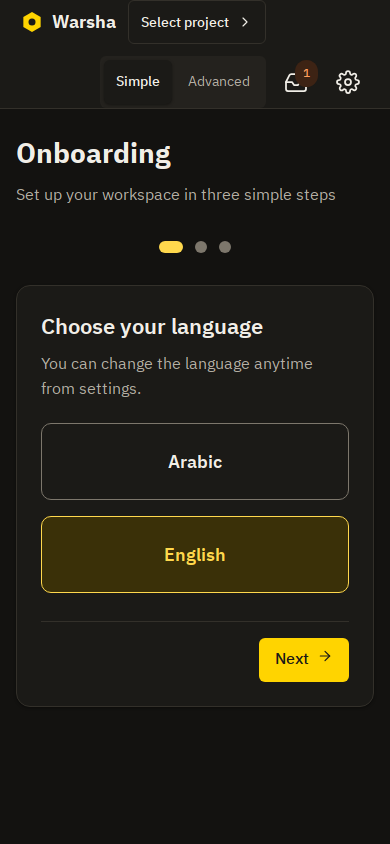 Warsha
Select project
Simple
Advanced
1
Onboarding
Set up your workspace in three simple steps
Choose your language
You can change the language anytime
from settings.
Arabic
English
Next